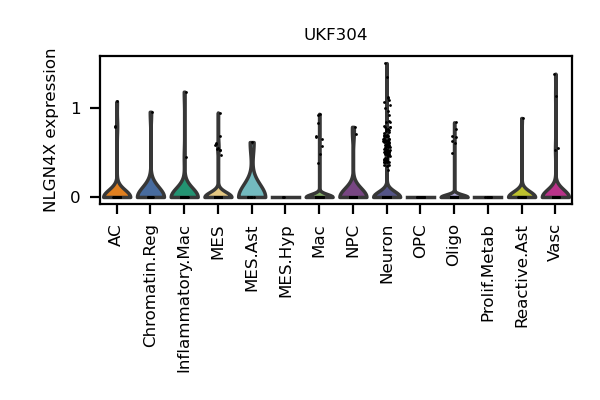 UKF304
NLGN4X expression
1
0
AC
Chromatin.Reg
Inflammatory.Mac
MES
MES.Ast
MES.Hyp
Mac
NPC
Neuron
OPC
Oligo
Prolif.Metab
Reactive.Ast
Vasc